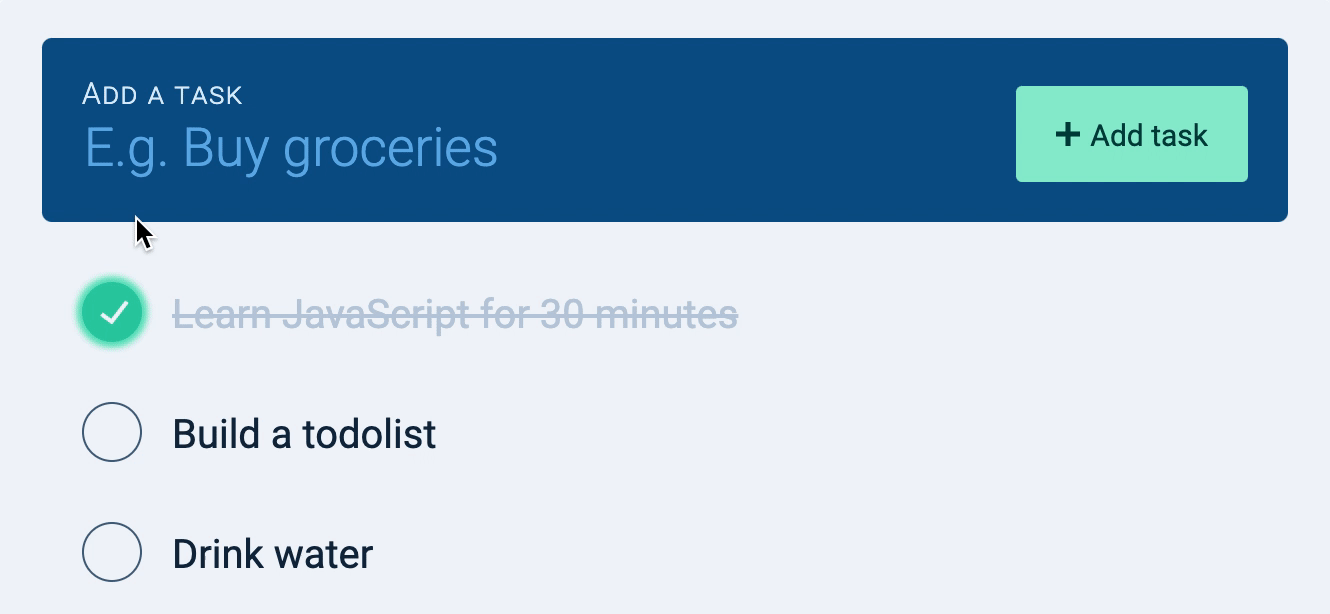 Add a task
E.g. Buy groceries
+ Add task
Learn JavaScript for 30 minutes
Build a todolist
Drink water